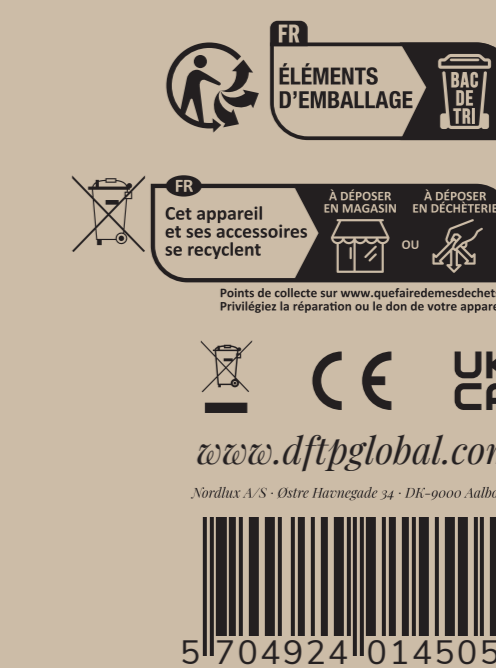 FR
ÉLÉMENTS
D'EMBALLAGE
BAC
DE
TRI
FR
Cet appareil
et ses accessoires
se recyclent
À DÉPOSER
EN MAGASIN
OU
À DÉPOSER
EN DÉCHÈTERIE
Points de collecte sur www.quefairedemesdechets
Privilégiez la réparation ou le don de votre appare
CE
UK
CA
www.dftpglobal.com
Nordlux A/S · Østre Havnegade 34 · DK-9000 Aalbo
5 704924 014505